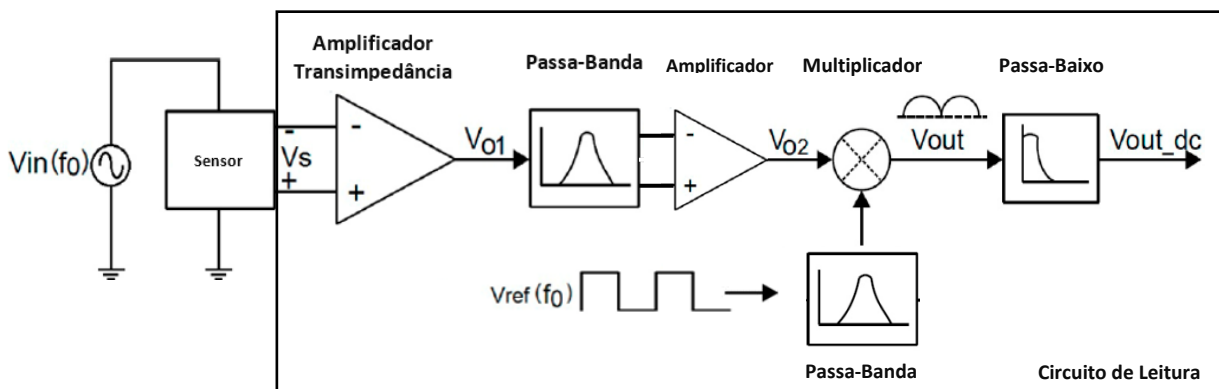 Amplificador
Transimpedância
Passa-Banda
Amplificador
Multiplicador
Passa-Baixo
Vin(f0)
Sensor
-
Vs
+
-
+
Vo1
-
+
Vo2
Vout
Vout_dc
Vref(f0)
Passa-Banda
Circuito de Leitura